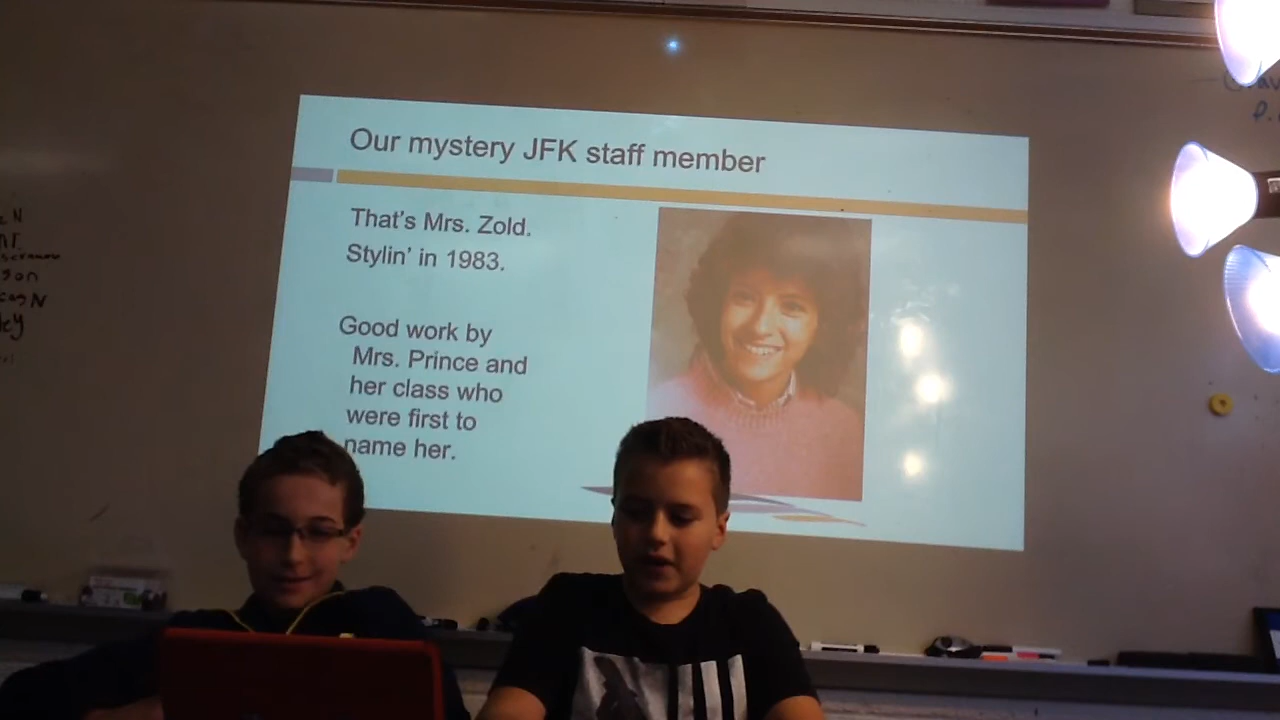 Our mystery JFK staff member
That's Mrs. Zold.
Stylin' in 1983.
Good work by
Mrs. Prince and
her class who
were first to
name her.